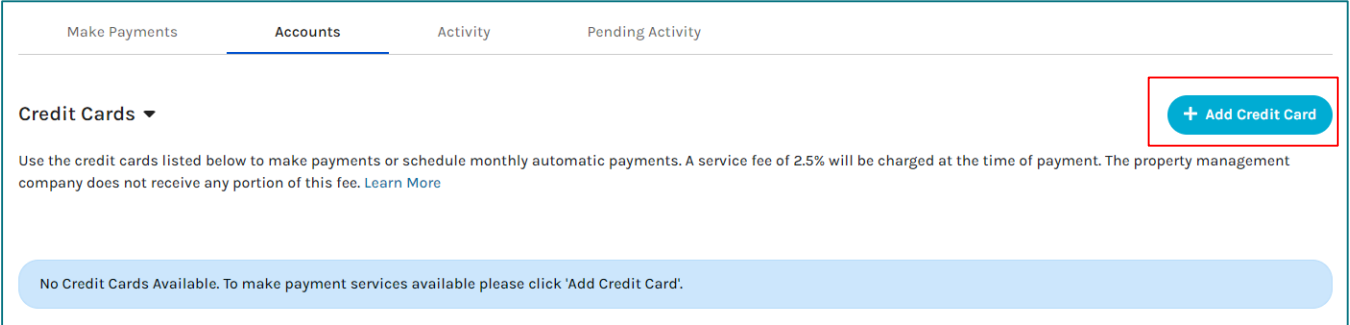 Make Payments Accounts Activity Pending Activity
Credit Cards
+ Add Credit Card
Use the credit cards listed below to make payments or schedule monthly automatic payments. A service fee of 2.5% will be charged at the time of payment. The property management
company does not receive any portion of this fee. Learn More
No Credit Cards Available. To make payment services available please click 'Add Credit Card'.